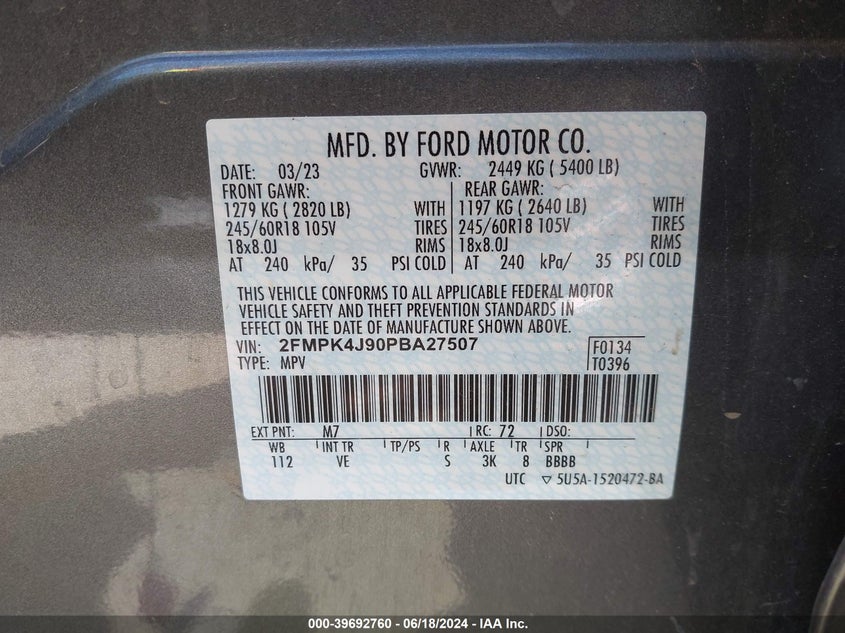 MFD. BY FORD MOTOR CO.
DATE: 03/23 GVWR: 2449 KG ( 5400 LB)
FRONT GAWR: REAR GAWR:
1279 KG ( 2820 LB) WITH 1197 KG ( 2640 LB) WITH
245/60R18 105V TIRES 245/60R18 105V TIRES
18x8.0J RIMS 18x8.0J RIMS
AT 240 kPa/ 35 PSI COLD AT 240 kPa/ 35 PSI COLD
THIS VEHICLE CONFORMS TO ALL APPLICABLE FEDERAL MOTOR
VEHICLE SAFETY AND THEFT PREVENTION STANDARDS IN
EFFECT ON THE DATE OF MANUFACTURE SHOWN ABOVE.
VIN: 2FMPK4J90PBA27507 F0134
TYPE: MPV T0396
EXT PNT: M7 RC: 72 DSO:
WB INT TR TP/PS R AXLE TR SPR
112 VE S 3K 8 BBBB
UTC ▽ 5U5A-1520472-BA
000-39692760 - 06/18/2024 - IAA Inc.